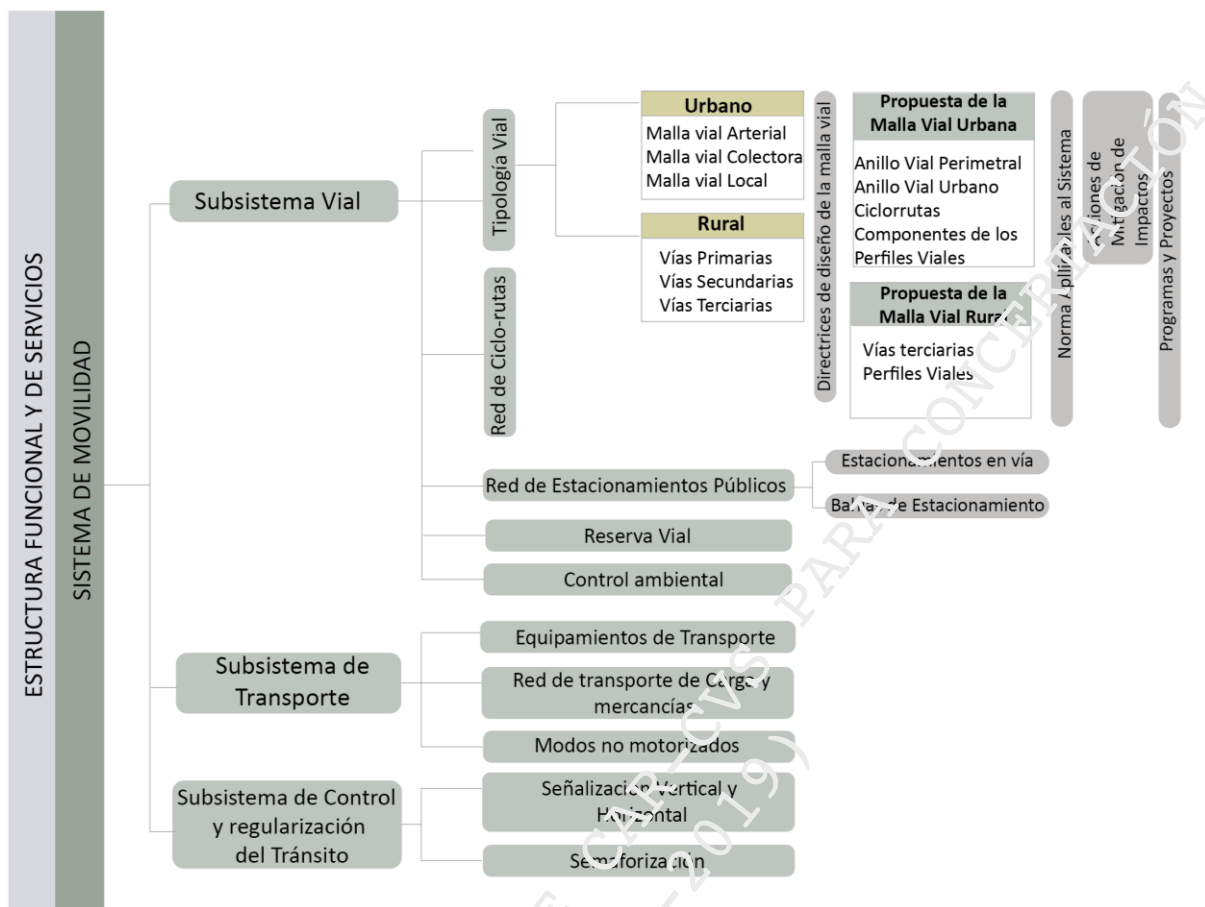 ESTRUCTURA FUNCIONAL Y DE SERVICIOS
SISTEMA DE MOVILIDAD
Subsistema Vial
Tipología Vial
Urbano
Malla vial Arterial
Malla vial Colectora
Malla vial Local
Rural
Vías Primarias
Vías Secundarias
Vías Terciarias
Directrices de diseño de la malla vial
Propuesta de la
Malla Vial Urbana
Anillo Vial Perimetral
Anillo Vial Urbano
Ciclorrutas
Componentes de los
Perfiles Viales
Propuesta de la
Malla Vial Rural
Vías terciarias
Perfiles Viales
Norma Apliicables al Sistema
de
Mitigación de
Impactos
Programas y Proyectos
Red de Ciclo-rutas
Red de Estacionamientos Públicos
Estacionamientos en vía
de Estacionamiento
Reserva Vial
Control ambiental
Subsistema de
Transporte
Equipamientos de Transporte
Red de transporte de Carga y
mercancías
Modos no motorizados
Subsistema de Control
y regularización
del Tránsito
Señalización Vertical y
Horizontal
Semaforización
CAR-CVS PARA CONCERTACIÓN
-2019)